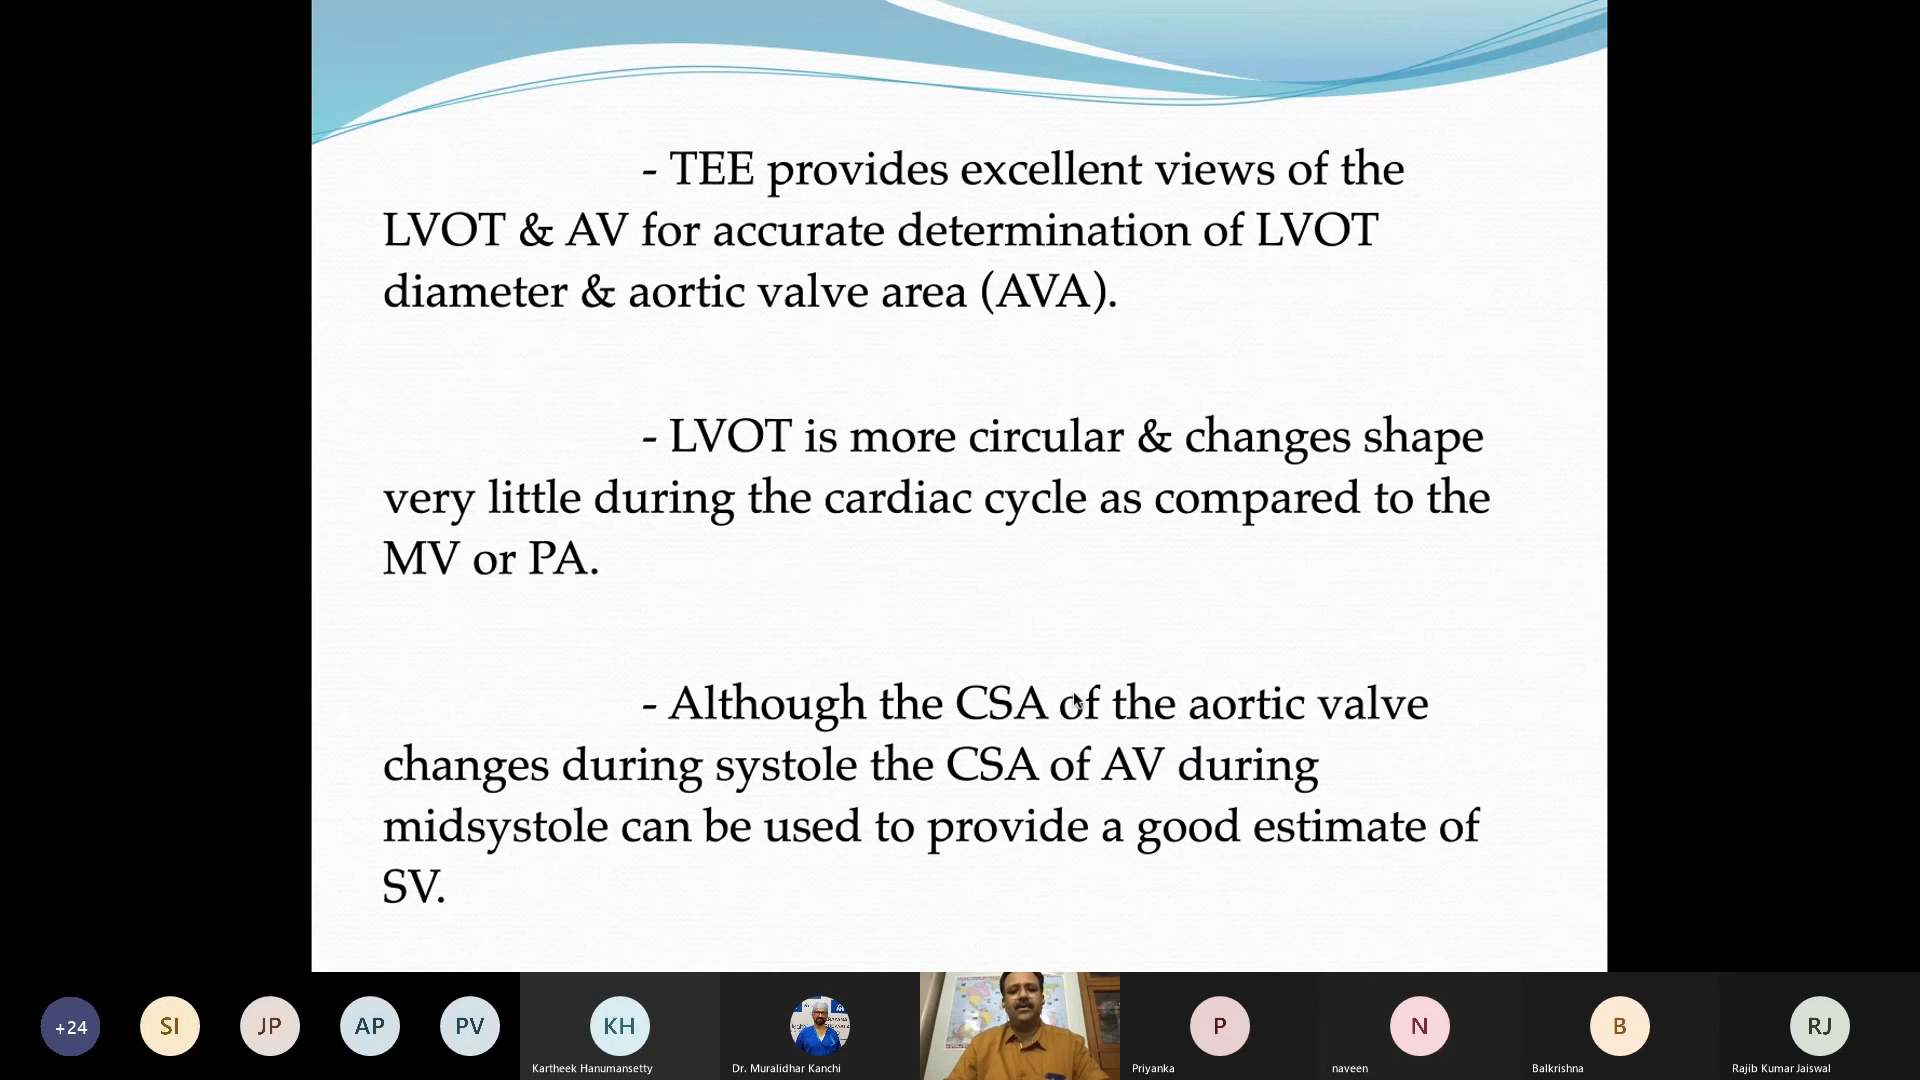 - TEE provides excellent views of the
LVOT & AV for accurate determination of LVOT
diameter & aortic valve area (AVA).
- LVOT is more circular & changes shape
very little during the cardiac cycle as compared to the
MV or PA.
- Although the CSA of the aortic valve
changes during systole the CSA of AV during
midsystole can be used to provide a good estimate of
SV.
+24
SI
JP
AP
PV
KH
P
N
B
RJ
Kartheek Hanumansetty
Dr. Muralidhar Kanchi
Priyanka
naveen
Balkrishna
Rajib Kumar Jaiswal